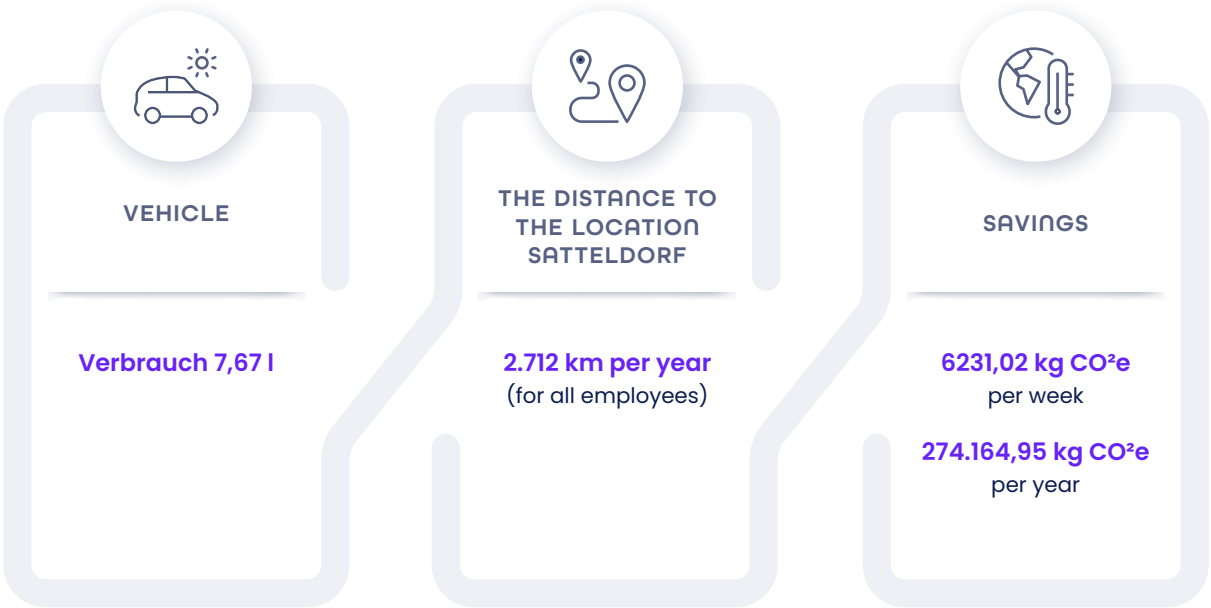 VEHICLE
Verbrauch 7,67 l
THE DISTANCE TO
THE LOCATION
SATTELDORF
2.712 km per year
(for all employees)
SAVINGS
6231,02 kg CO²e
per week
274.164,95 kg CO²e
per year